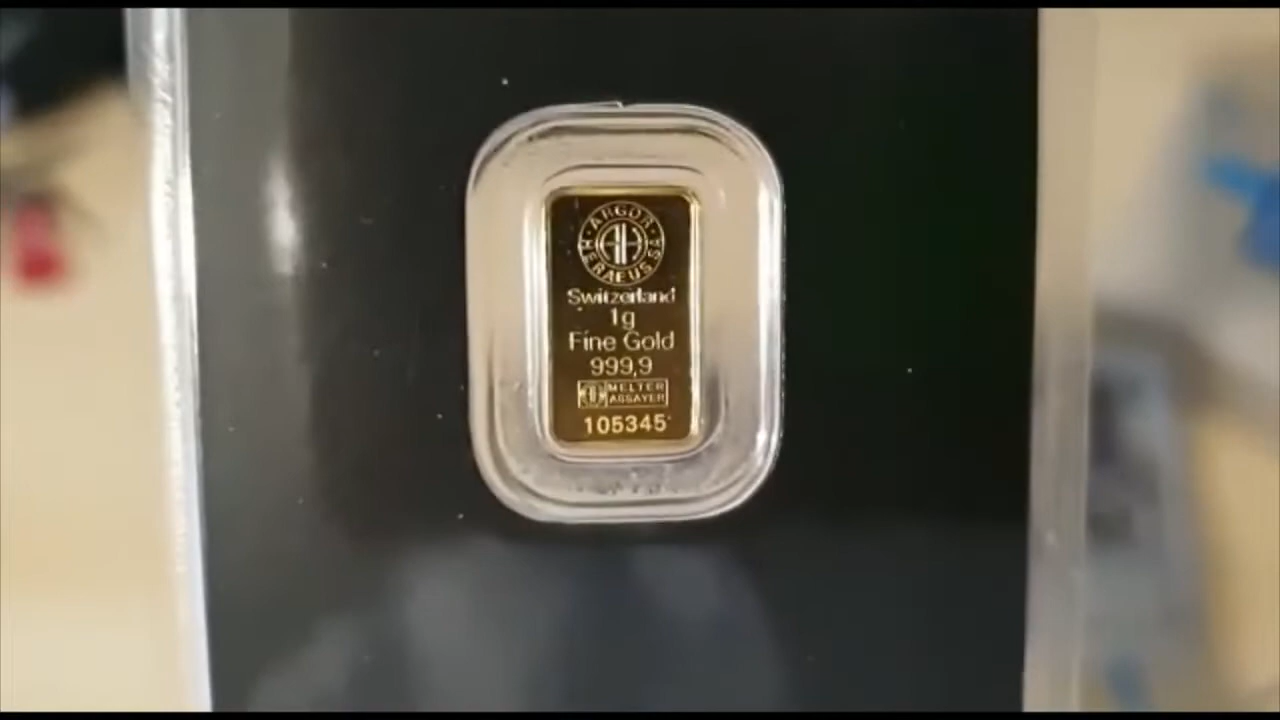 ARGOR HERAEUS SA
Switzerland
1g
Fine Gold
999,9
MELTER
ASSAYER
105345